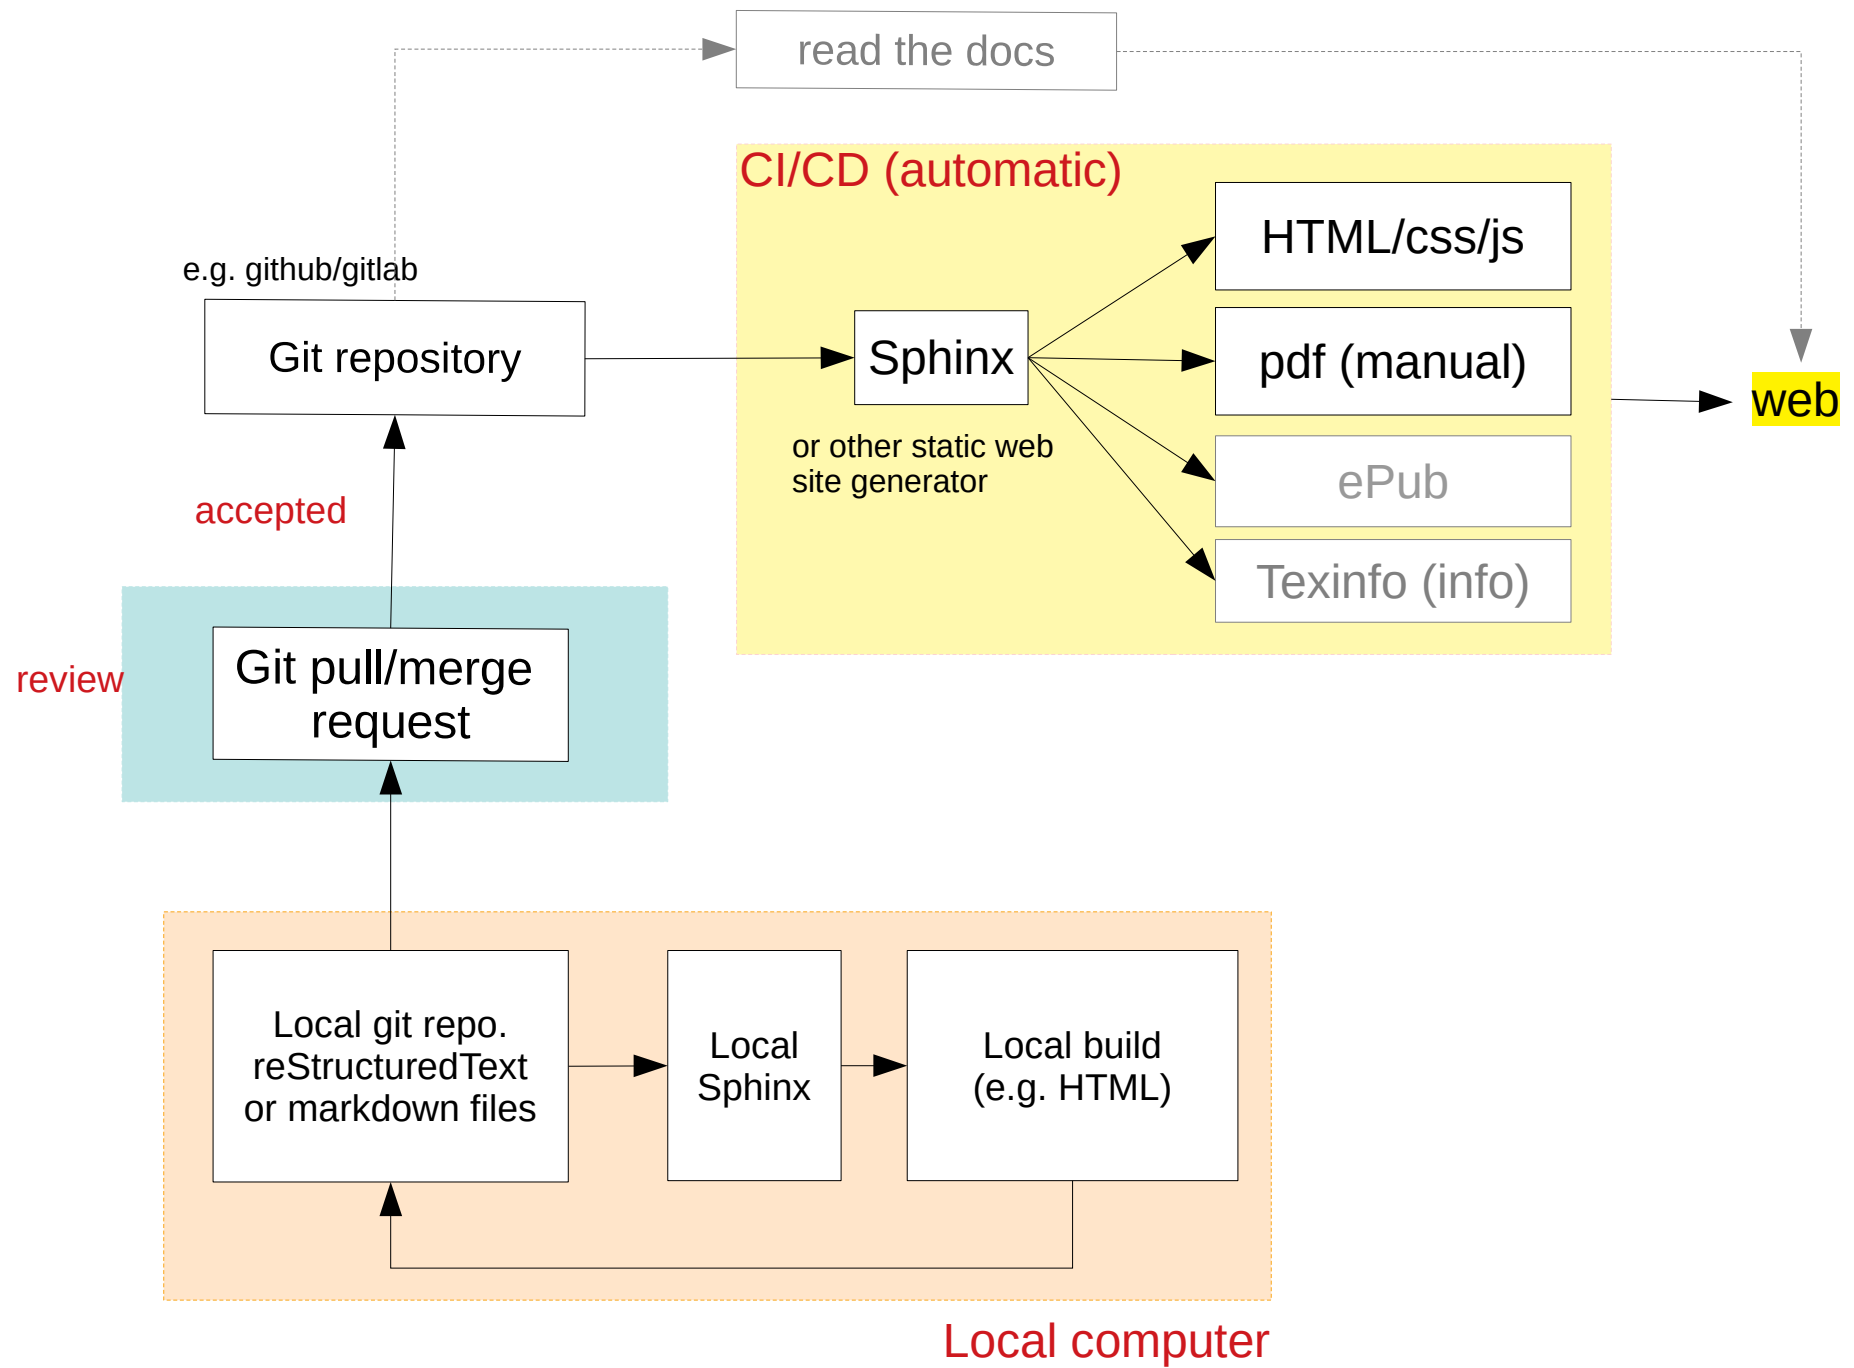 read the docs
CI/CD (automatic)
HTML/css/js
e.g. github/gitlab
Git repository
Sphinx
pdf (manual)
web
or other static web
site generator
ePub
accepted
Texinfo (info)
review
Git pull/merge
request
Local git repo.
reStructuredText
or markdown files
Local
Sphinx
Local build
(e.g. HTML)
Local computer